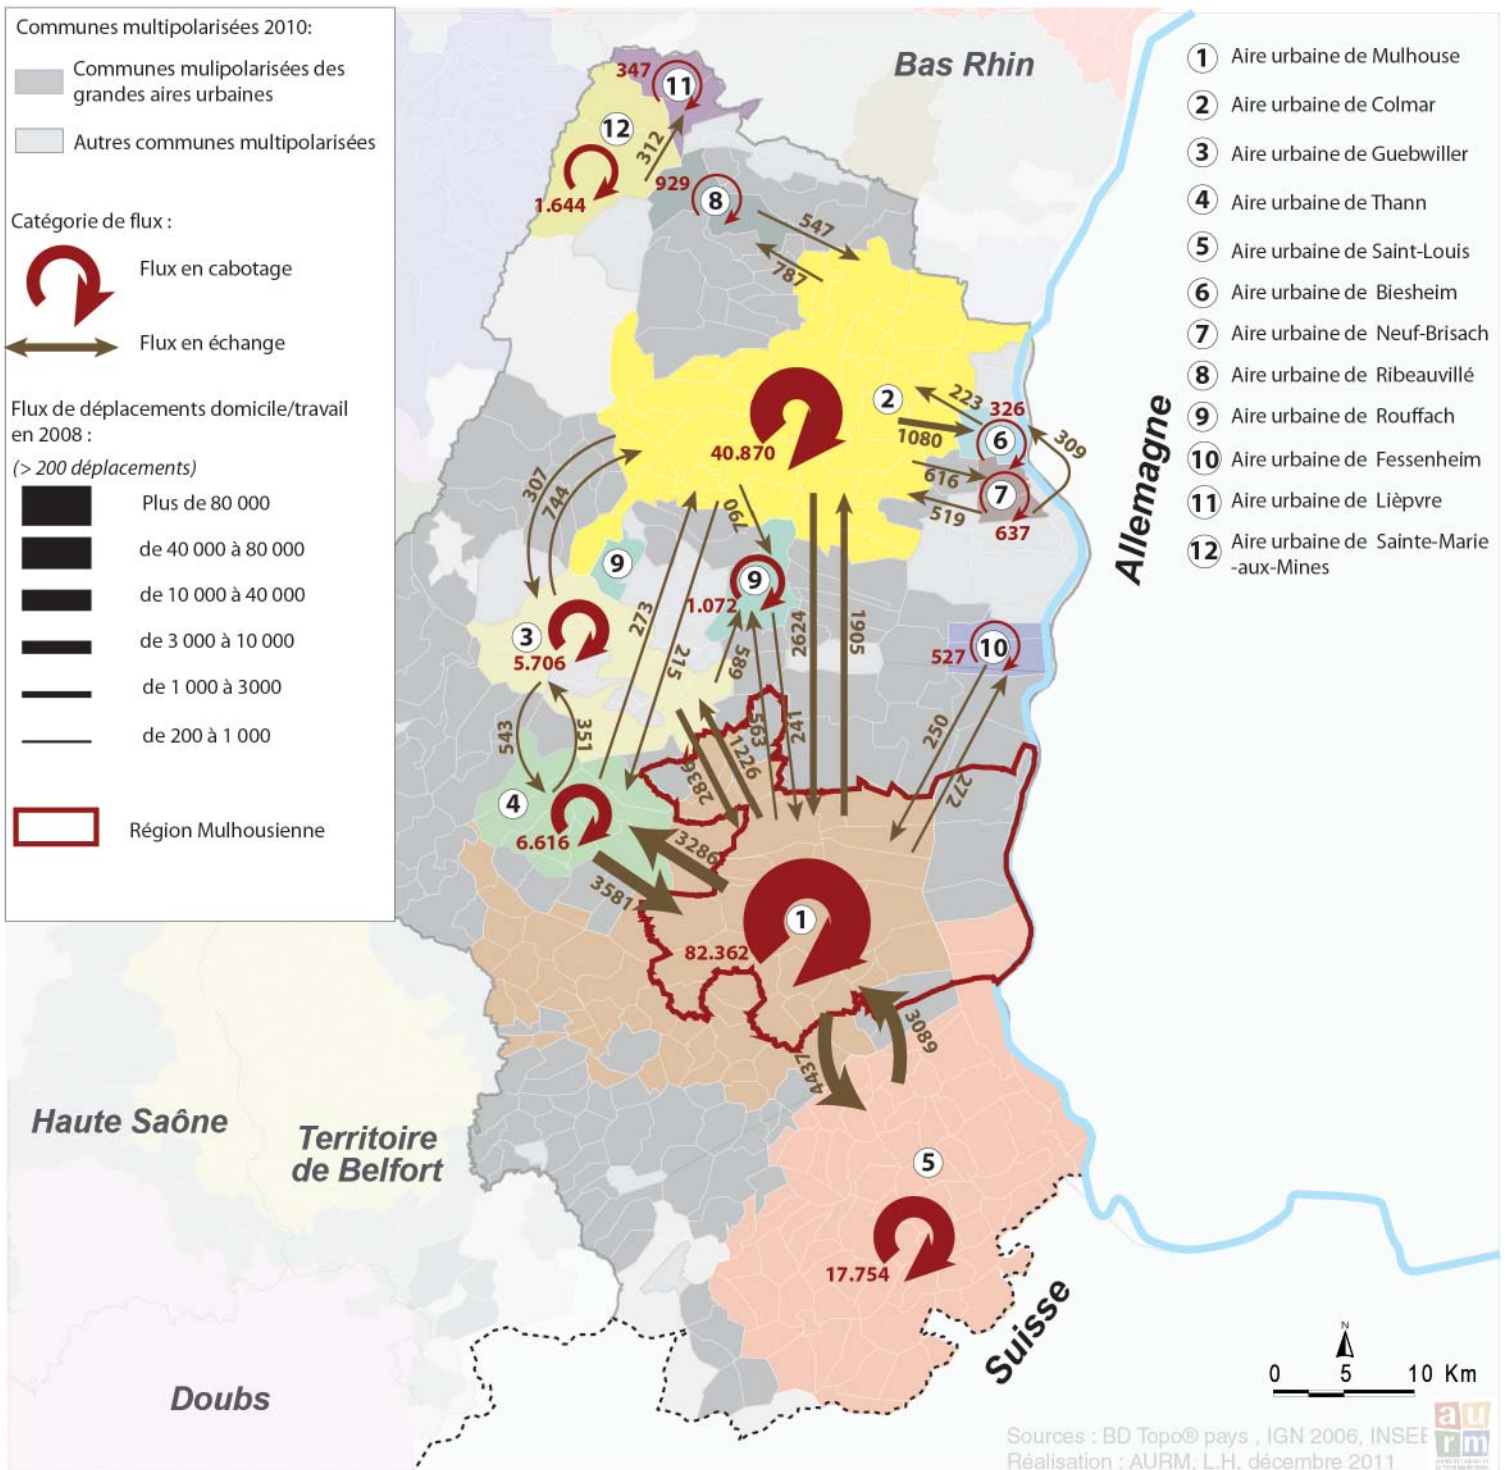 Communes multipolarisées 2010:
Communes mulipolarisées des
grandes aires urbaines
Autres communes multipolarisées
Catégorie de flux :
Flux en cabotage
Flux en échange
Flux de déplacements domicile/travail
en 2008 :
(> 200 déplacements)
Plus de 80 000
de 40 000 à 80 000
de 10 000 à 40 000
de 3 000 à 10 000
de 1 000 à 3000
de 200 à 1 000
Région Mulhousienne
1 Aire urbaine de Mulhouse
2 Aire urbaine de Colmar
3 Aire urbaine de Guebwiller
4 Aire urbaine de Thann
5 Aire urbaine de Saint-Louis
6 Aire urbaine de Biesheim
7 Aire urbaine de Neuf-Brisach
8 Aire urbaine de Ribeauvillé
9 Aire urbaine de Rouffach
10 Aire urbaine de Fessenheim
11 Aire urbaine de Lièpvre
12 Aire urbaine de Sainte-Marie
-aux-Mines
Bas Rhin
347
11
12
312
1.644
929
8
547
787
2
40.870
223
326
1080
6
309
616
7
519
637
Allemagne
307
744
790
9
9
1.072
273
215
589
2624
1905
3
5.706
527
10
543
351
563
241
250
272
2836
1226
4
6.616
3286
3581
1
82.362
3089
4437
5
17.754
Haute Saône
Territoire
de Belfort
Doubs
Suisse
N
0 5 10 Km
Sources : BD Topo® pays , IGN 2006, INSEE
Réalisation : AURM, L.H, décembre 2011
au
rm